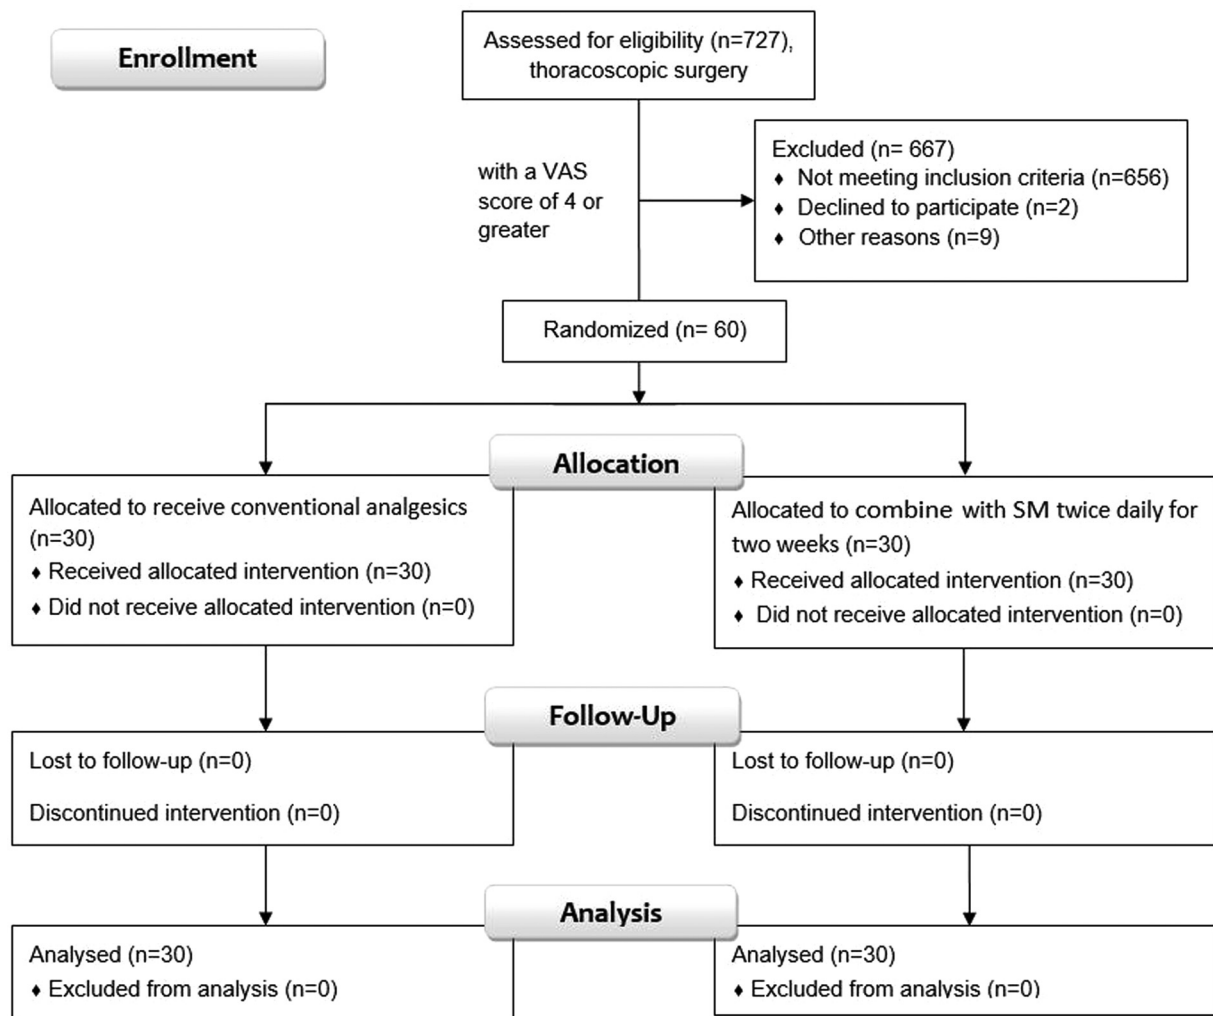 Enrollment
Assessed for eligibility (n=727),
thoracoscopic surgery
with a VAS
score of 4 or
greater
Excluded (n= 667)
♦ Not meeting inclusion criteria (n=656)
♦ Declined to participate (n=2)
♦ Other reasons (n=9)
Randomized (n= 60)
Allocation
Allocated to receive conventional analgesics
(n=30)
♦ Received allocated intervention (n=30)
♦ Did not receive allocated intervention (n=0)
Allocated to combine with SM twice daily for
two weeks (n=30)
♦ Received allocated intervention (n=30)
♦ Did not receive allocated intervention (n=0)
Follow-Up
Lost to follow-up (n=0)
Discontinued intervention (n=0)
Lost to follow-up (n=0)
Discontinued intervention (n=0)
Analysis
Analysed (n=30)
♦ Excluded from analysis (n=0)
Analysed (n=30)
♦ Excluded from analysis (n=0)